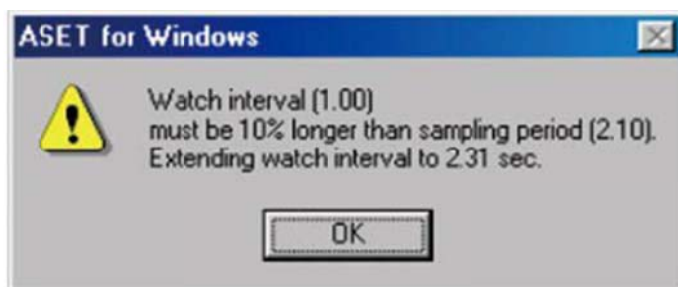 ASET for Windows
Watch interval (1.00)
must be 10% longer than sampling period (2.10).
Extending watch interval to 2.31 sec.
OK